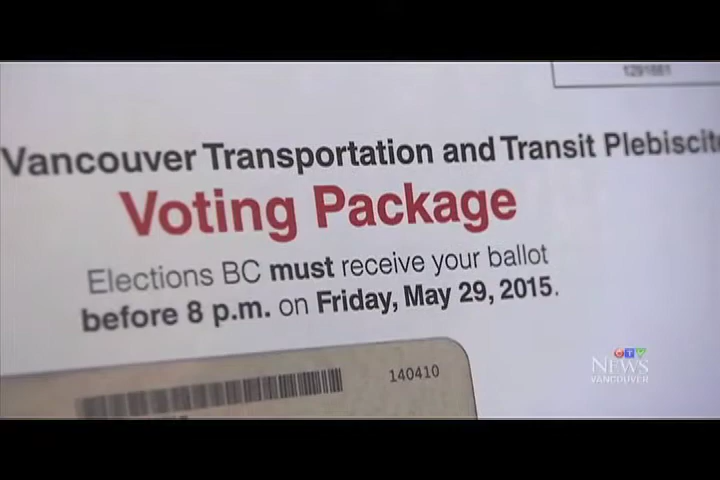 Vancouver Transportation and Transit Plebiscite
Voting Package
Elections BC must receive your ballot
before 8 p.m. on Friday, May 29, 2015.
140410
CTV
NEWS
VANCOUVER